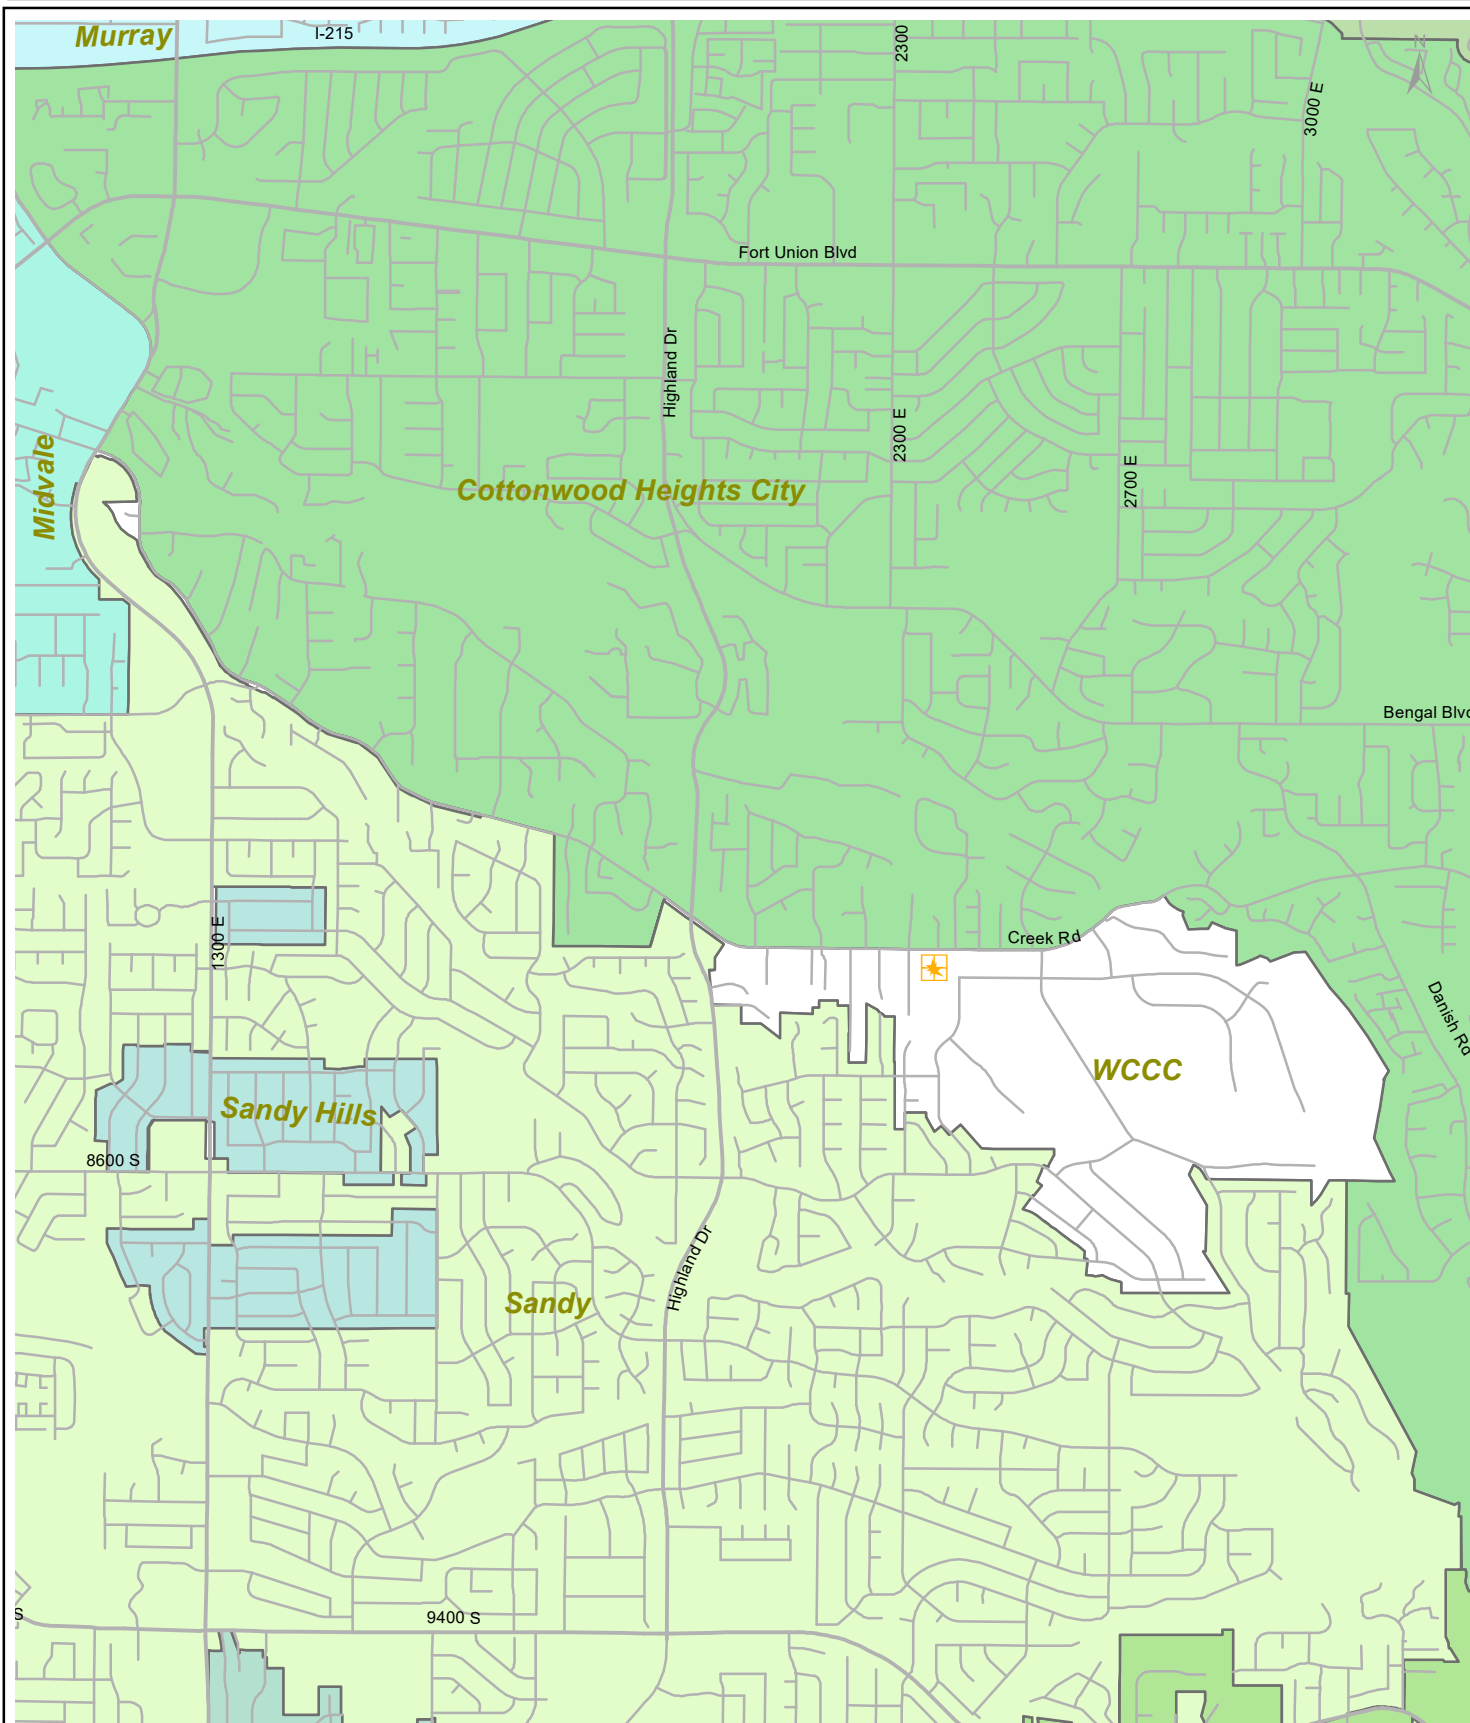 Murray
I-215
2300
N
3000 E
Fort Union Blvd
Highland Dr
2300 E
2700 E
Midvale
Cottonwood Heights City
Bengal Blvd
1300 E
Creek Rd
Danish Rd
WCCC
Sandy Hills
8600 S
Highland Dr
Sandy
S
9400 S